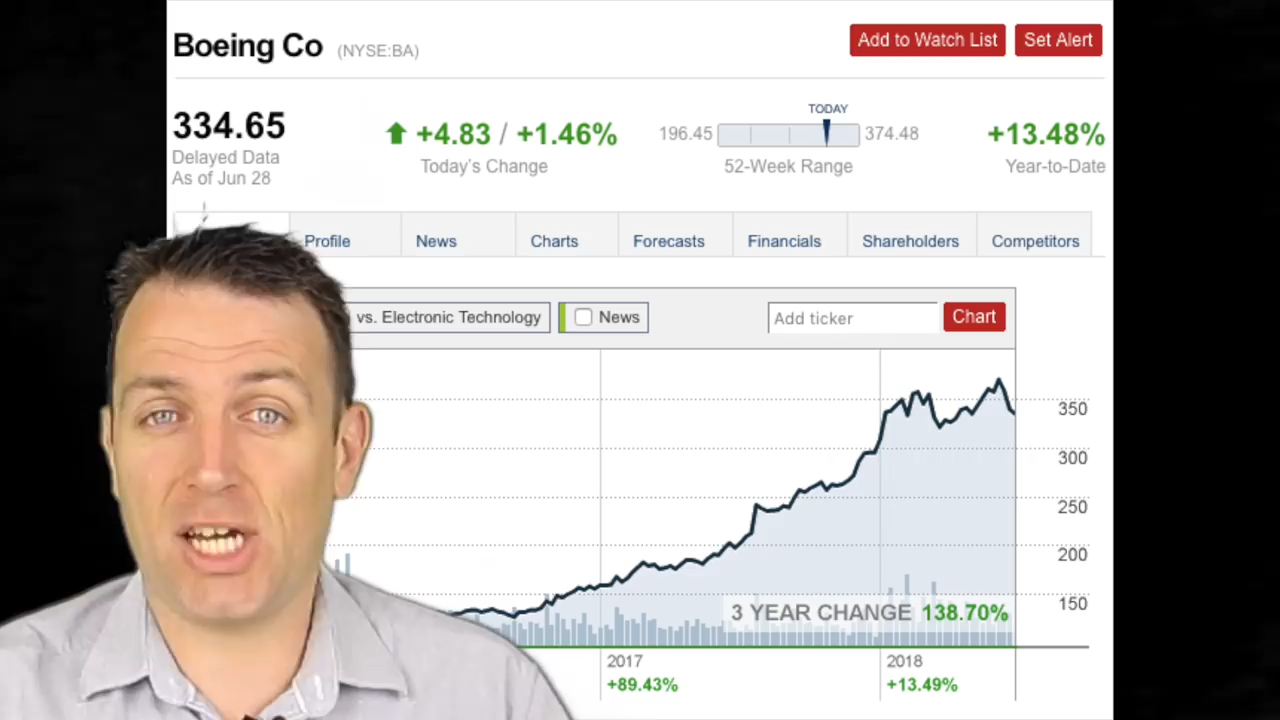 Boeing Co (NYSE:BA)
Add to Watch List
Set Alert
334.65
Delayed Data
As of Jun 28
+4.83 / +1.46%
Today's Change
TODAY
196.45
374.48
52-Week Range
+13.48%
Year-to-Date
Profile
News
Charts
Forecasts
Financials
Shareholders
Competitors
vs. Electronic Technology
News
Add ticker
Chart
350
300
250
200
150
3 YEAR CHANGE 138.70%
2017
+89.43%
2018
+13.49%